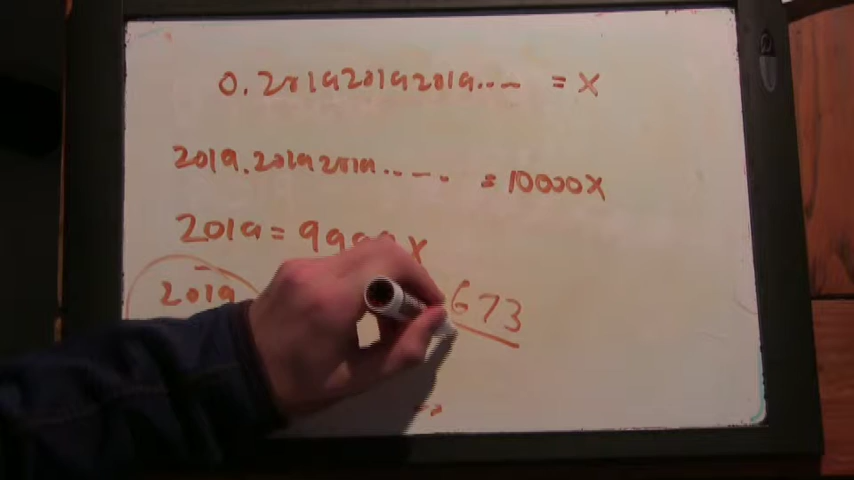 0.201920192019..... = X
2019.20192019....... = 10000X
2019 = 9999X
2019
673